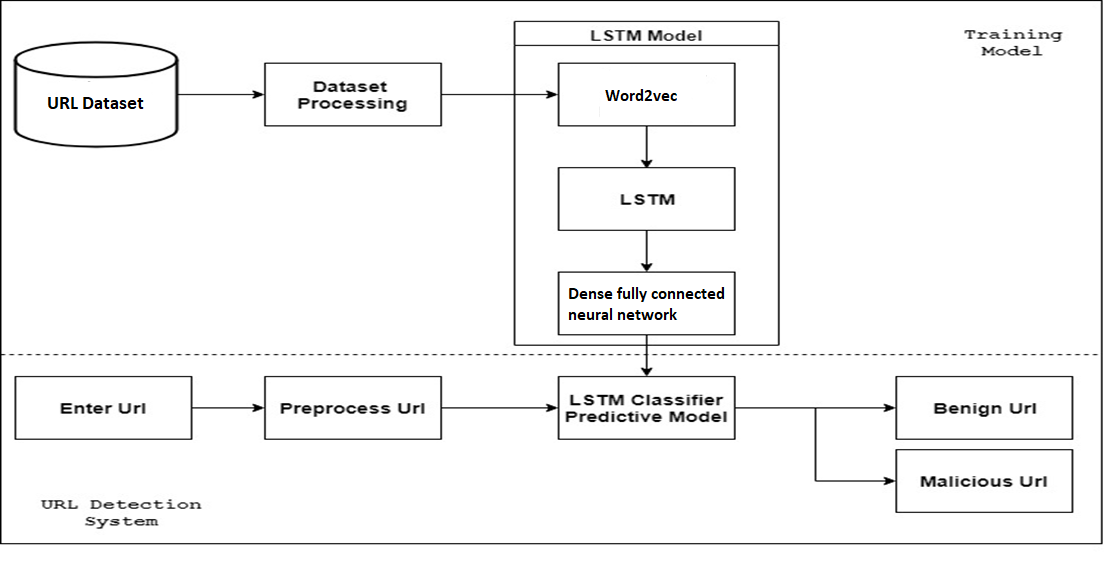 LSTM Model
Training
Model
URL Dataset
Dataset
Processing
Word2vec
LSTM
Dense fully connected
neural network
Enter Url
Preprocess Url
LSTM Classifier
Predictive Model
Benign Url
Malicious Url
URL Detection
System